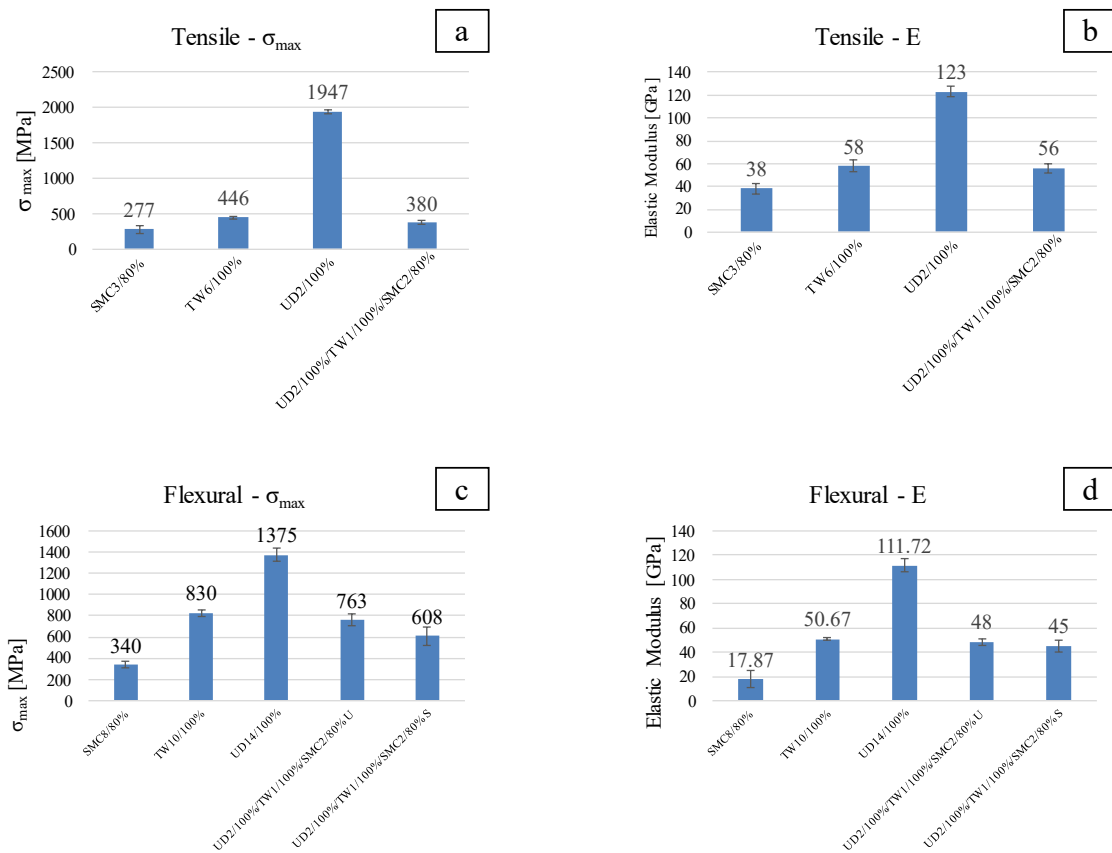 a
Tensile - σmax
σ max [MPa]
2500
2000
1500
1000
500
0
277
446
1947
380
SMC3/80%
TW6/100%
UD2/100%
UD2/100%/TW1/100%/SMC2/80%
b
Tensile - E
Elastic Modulus [GPa]
140
120
100
80
60
40
20
0
38
58
123
56
SMC3/80%
TW6/100%
UD2/100%
UD2/100%/TW1/100%/SMC2/80%
c
Flexural - σmax
σmax [MPa]
1600
1400
1200
1000
800
600
400
200
0
340
830
1375
763
608
SMC8/80%
TW10/100%
UD14/100%
UD2/100%/TW1/100%/SMC2/80% U
UD2/100%/TW1/100%/SMC2/80% S
d
Flexural - E
Elastic Modulus [GPa]
140
120
100
80
60
40
20
0
17.87
50.67
111.72
48
45
SMC8/80%
TW10/100%
UD14/100%
UD2/100%/TW1/100%/SMC2/80% U
UD2/100%/TW1/100%/SMC2/80% S